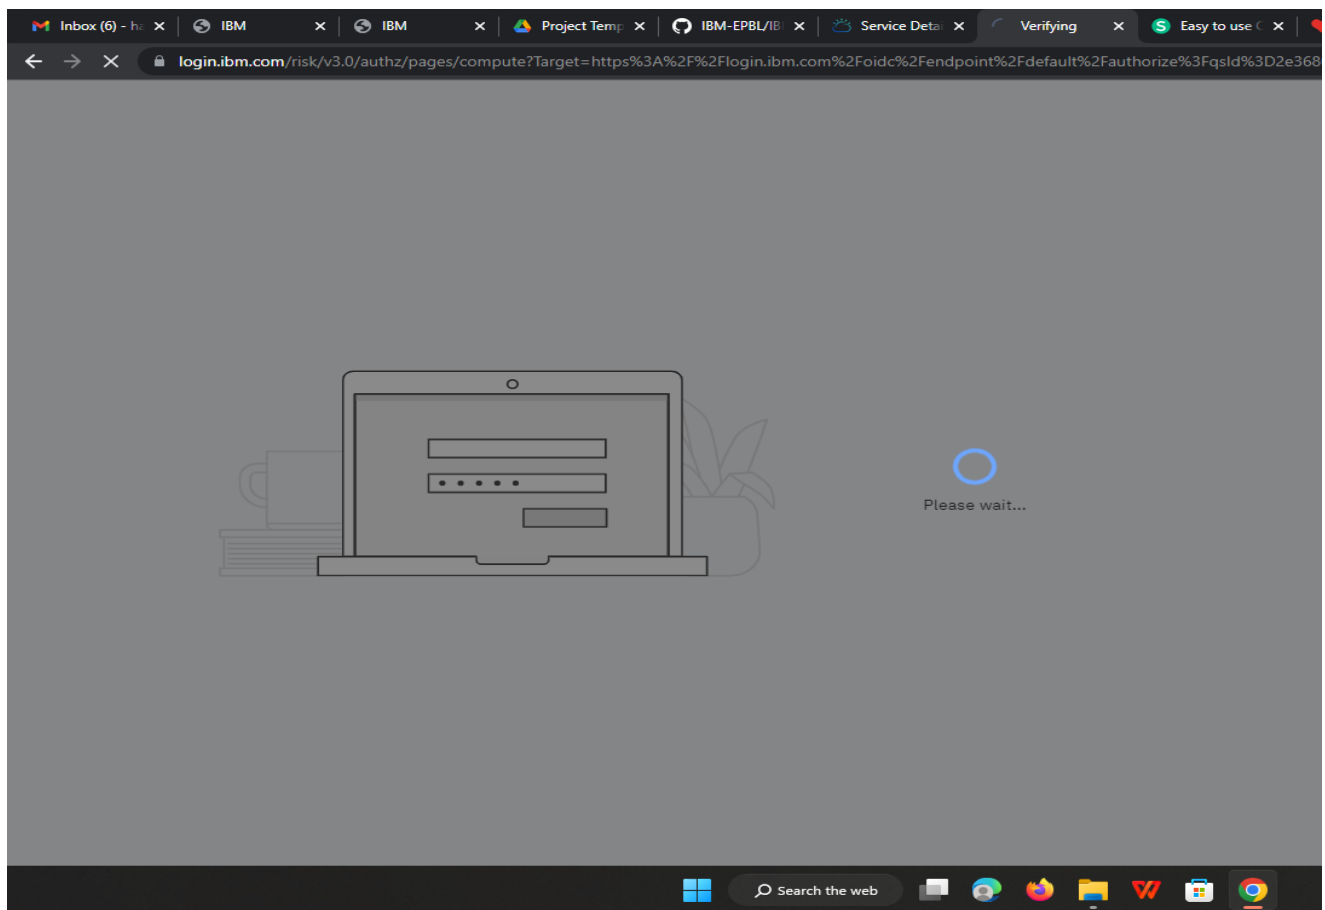 Inbox (6) - ha IBM IBM Project Temp IBM-EPBL/IB Service Detai Verifying Easy to use
login.ibm.com/risk/v3.0/authz/pages/compute?Target=https%3A%2F%2Flogin.ibm.com%2Foidc%2Fendpoint%2Fdefault%2Fauthorize%3Fqsld%3D2e368
Please wait...
Search the web